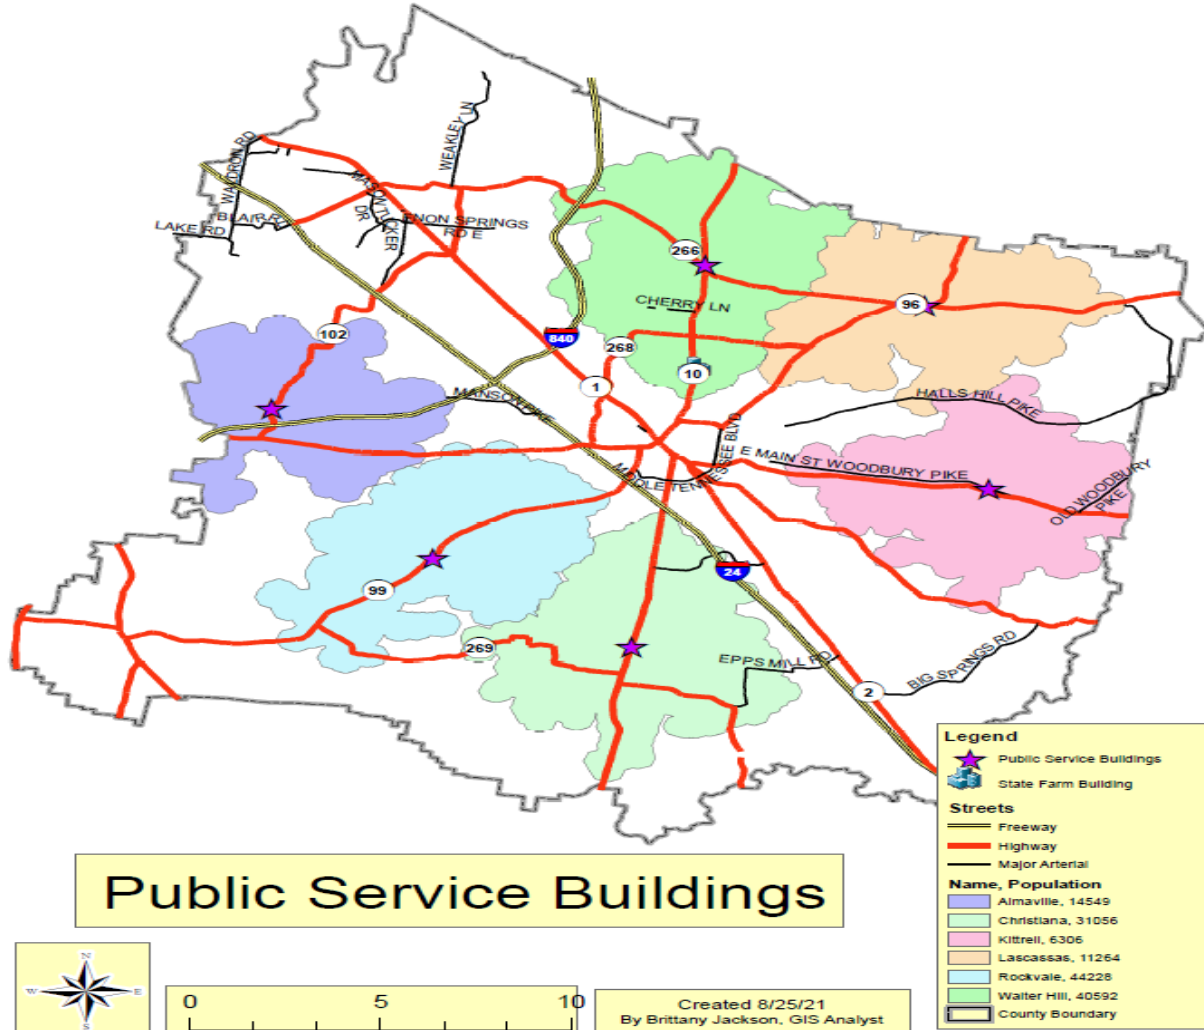 WEAKLEY LN
WALDRON RD
MASON TUCKER DR
BLAIR R
LAKE RD
ENON SPRINGS
RD E
266
CHERRY LN
96
102
840
268
10
1
MANSON PIKE
HALLS HILL PIKE
MIDDLE TENNESSEE BLVD
E MAIN ST WOODBURY PIKE
OLD WOODBURY
PIKE
24
99
269
EPPS MILL RD
BIG SPRINGS RD
2
Legend
Public Service Buildings
State Farm Building
Streets
Freeway
Highway
Major Arterial
Name, Population
Almaville, 14549
Christiana, 31056
Kittrell, 6306
Lascassas, 11264
Rockvale, 44228
Walter Hill, 40592
County Boundary
Public Service Buildings
N
W E
S
0 5 10
Created 8/25/21
By Brittany Jackson, GIS Analyst